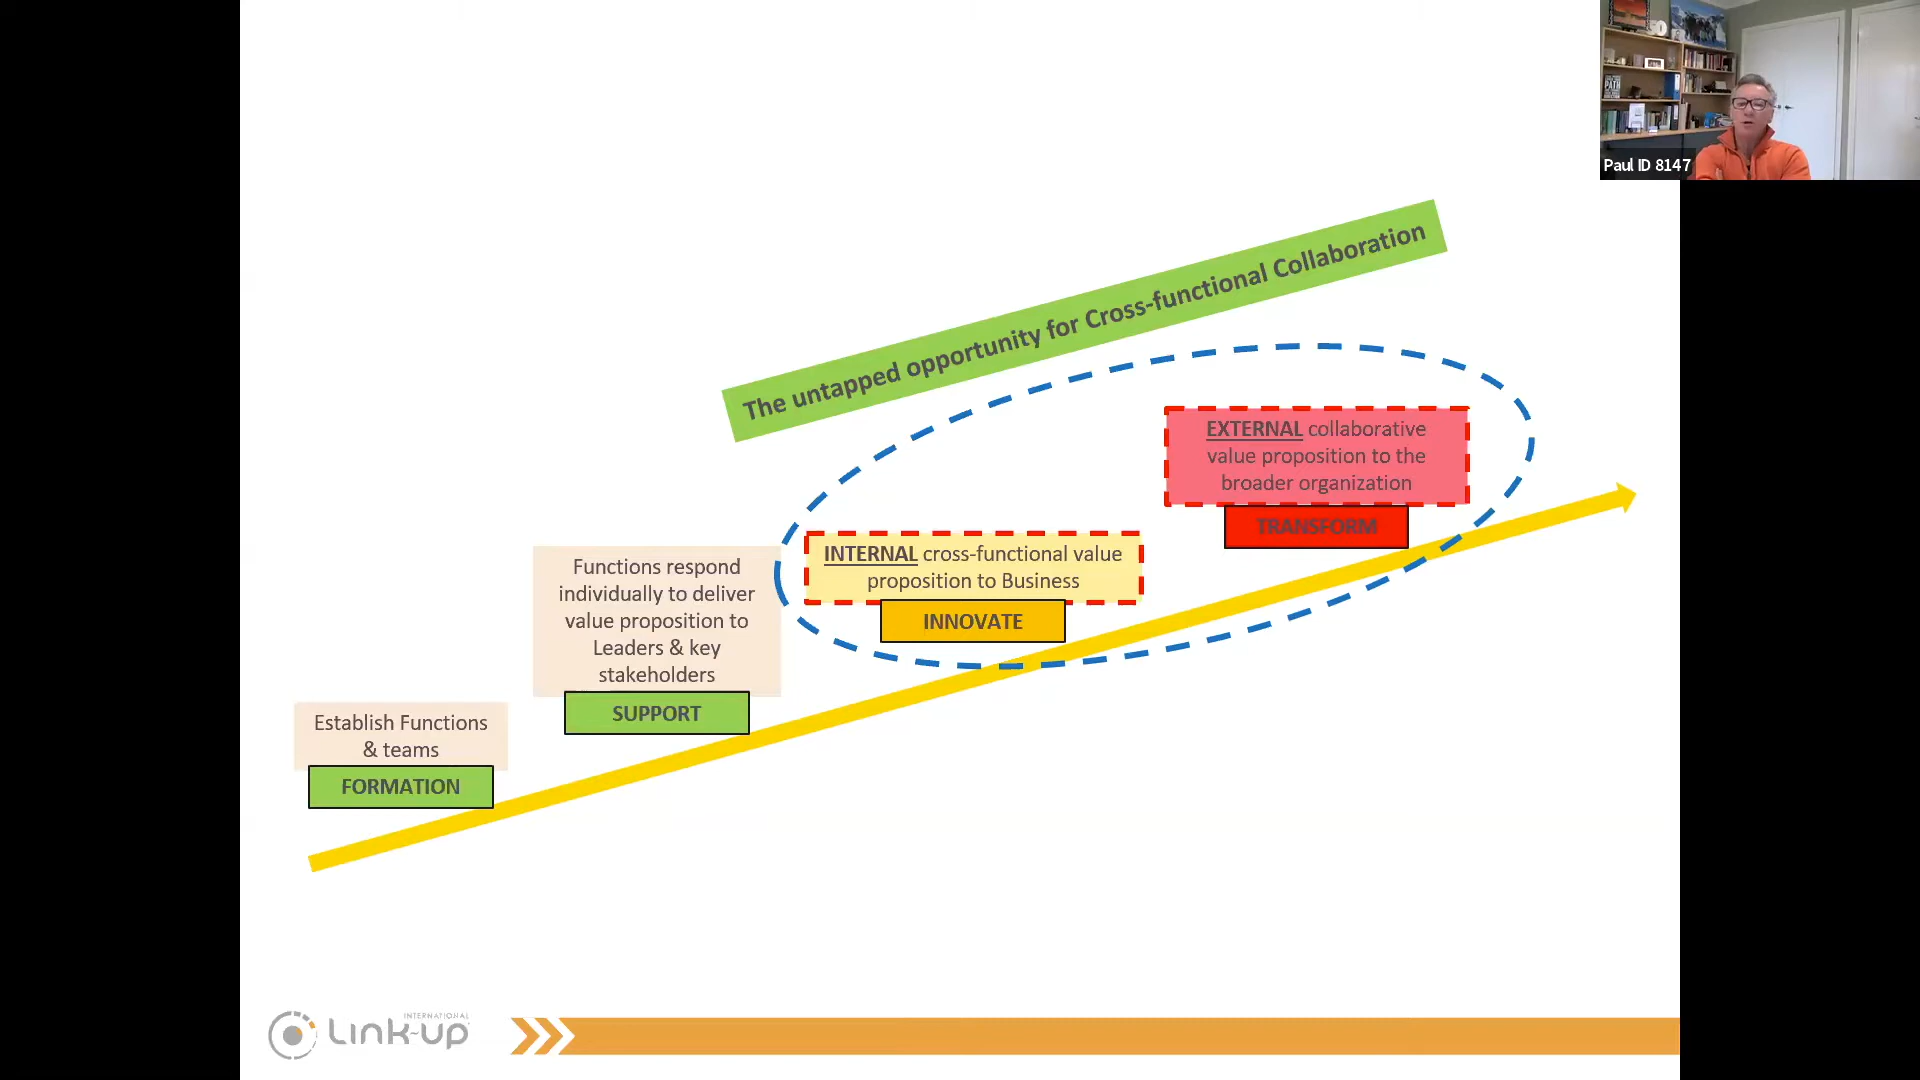 Paul ID 8147
PATH
The untapped opportunity for Cross-functional Collaboration
EXTERNAL collaborative
value proposition to the
broader organization
TRANSFORM
INTERNAL cross-functional value
proposition to Business
INNOVATE
Functions respond
individually to deliver
value proposition to
Leaders & key
stakeholders
SUPPORT
Establish Functions
& teams
FORMATION
INTERNATIONAL
Link-up